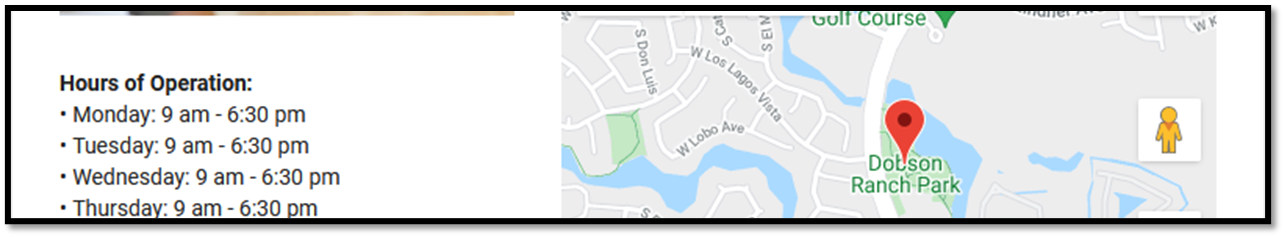 Hours of Operation:
• Monday: 9 am - 6:30 pm
• Tuesday: 9 am - 6:30 pm
• Wednesday: 9 am - 6:30 pm
• Thursday: 9 am - 6:30 pm
Golf Course
S Don Luis
W Los Lagos Vista
W Lobo Ave
Dobson
Ranch Park